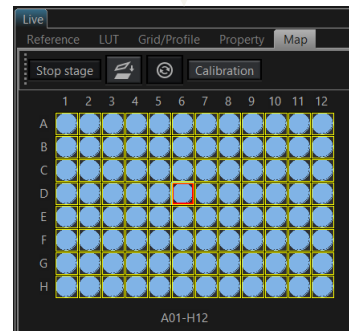 Live
Reference LUT Grid/Profile Property Map
Stop stage Calibration
1 2 3 4 5 6 7 8 9 10 11 12
A
B
C
D
E
F
G
H
A01-H12